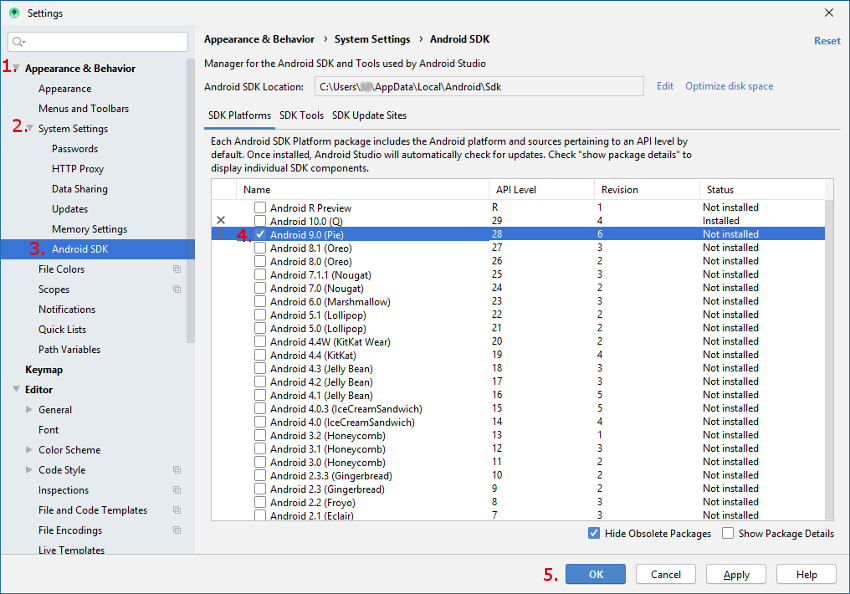 Settings
Appearance & Behavior › System Settings › Android SDK
Reset
Manager for the Android SDK and Tools used by Android Studio
Android SDK Location: C:\Users\ \AppData\Local\Android\Sdk Edit Optimize disk space
SDK Platforms SDK Tools SDK Update Sites
Each Android SDK Platform package includes the Android platform and sources pertaining to an API level by
default. Once installed, Android Studio will automatically check for updates. Check "show package details" to
display individual SDK components.
1. Appearance & Behavior
Appearance
Menus and Toolbars
2. System Settings
Passwords
HTTP Proxy
Data Sharing
Updates
Memory Settings
3. Android SDK
File Colors
Scopes
Notifications
Quick Lists
Path Variables
Keymap
Editor
General
Font
Color Scheme
Code Style
Inspections
File and Code Templates
File Encodings
Live Templates
Name API Level Revision Status
Android R Preview R 1 Not installed
Android 10.0 (Q) 29 4 Installed
4. Android 9.0 (Pie) 28 6 Not installed
Android 8.1 (Oreo) 27 3 Not installed
Android 8.0 (Oreo) 26 2 Not installed
Android 7.1.1 (Nougat) 25 3 Not installed
Android 7.0 (Nougat) 24 2 Not installed
Android 6.0 (Marshmallow) 23 3 Not installed
Android 5.1 (Lollipop) 22 2 Not installed
Android 5.0 (Lollipop) 21 2 Not installed
Android 4.4W (KitKat Wear) 20 2 Not installed
Android 4.4 (KitKat) 19 4 Not installed
Android 4.3 (Jelly Bean) 18 3 Not installed
Android 4.2 (Jelly Bean) 17 3 Not installed
Android 4.1 (Jelly Bean) 16 5 Not installed
Android 4.0.3 (IceCreamSandwich) 15 5 Not installed
Android 4.0 (IceCreamSandwich) 14 4 Not installed
Android 3.2 (Honeycomb) 13 1 Not installed
Android 3.1 (Honeycomb) 12 3 Not installed
Android 3.0 (Honeycomb) 11 2 Not installed
Android 2.3.3 (Gingerbread) 10 2 Not installed
Android 2.3 (Gingerbread) 9 2 Not installed
Android 2.2 (Froyo) 8 3 Not installed
Android 2.1 (Eclair) 7 3 Not installed
Hide Obsolete Packages Show Package Details
5. OK Cancel Apply Help